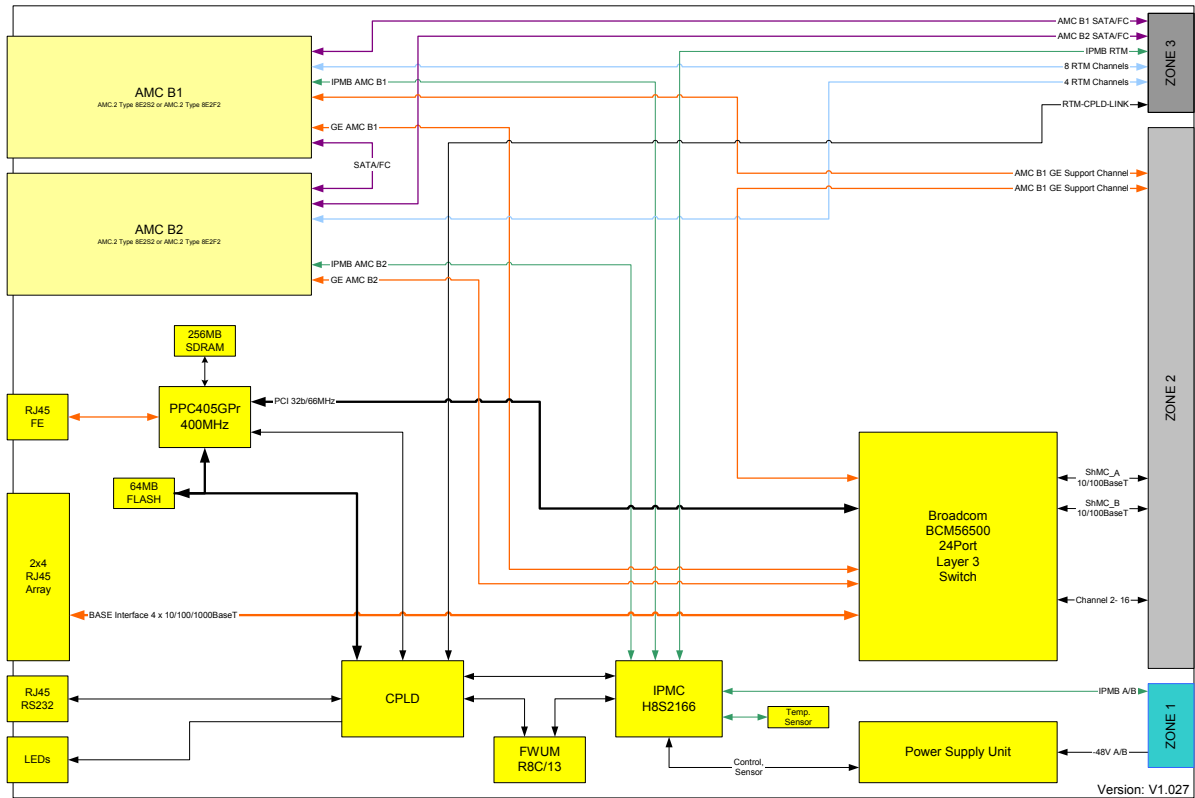 AMC B1 SATA/FC
AMC B2 SATA/FC
IPMB RTM
8 RTM Channels
4 RTM Channels
RTM-CPLD-LINK
ZONE 3
AMC B1
AMC.2 Type 8E2S2 or AMC.2 Type 8E2F2
IPMB AMC B1
GE AMC B1
SATA/FC
AMC B1 GE Support Channel
AMC B1 GE Support Channel
AMC B2
AMC.2 Type 8E2S2 or AMC.2 Type 8E2F2
IPMB AMC B2
GE AMC B2
256MB
SDRAM
RJ45
FE
PPC405GPr
400MHz
PCI 32b/66MHz
ZONE 2
64MB
FLASH
ShMC_A
10/100BaseT
ShMC_B
10/100BaseT
Broadcom
BCM56500
24Port
Layer 3
Switch
2x4
RJ45
Array
BASE Interface 4 x 10/100/1000BaseT
Channel 2- 16
RJ45
RS232
CPLD
IPMC
H8S2166
IPMB A/B
Temp.
Sensor
ZONE 1
LEDs
FWUM
R8C/13
Control,
Sensor
Power Supply Unit
-48V A/B
Version: V1.027